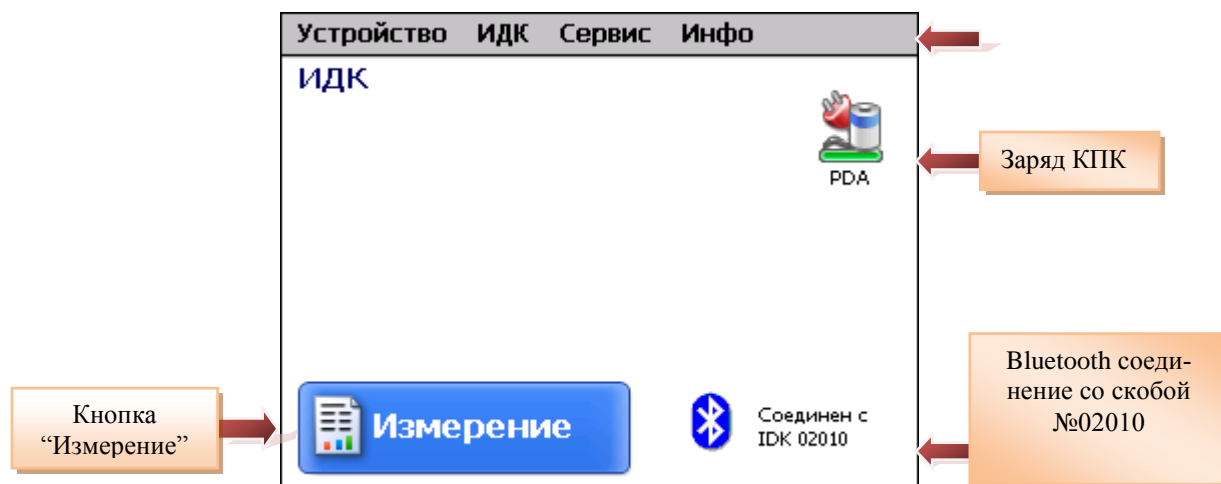 Устройство ИДК Сервис Инфо
ИДК
PDA
Заряд КПК
Измерение
Соединен с
IDK 02010
Кнопка
“Измерение”
Bluetooth соеди-
нение со скобой
№02010